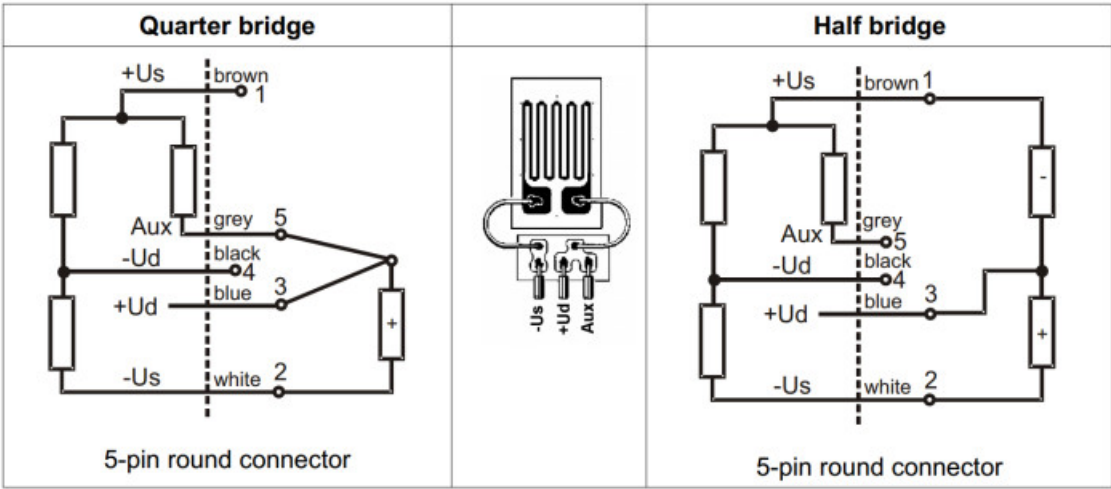 Quarter bridge
Half bridge
+Us
brown
1
Aux
grey
5
-Ud
black
4
+Ud
blue
3
+
-Us
white
2
5-pin round connector
-Us
+Ud
Aux
+Us
brown
1
-
Aux
grey
5
-Ud
black
4
+Ud
blue
3
+
-Us
white
2
5-pin round connector